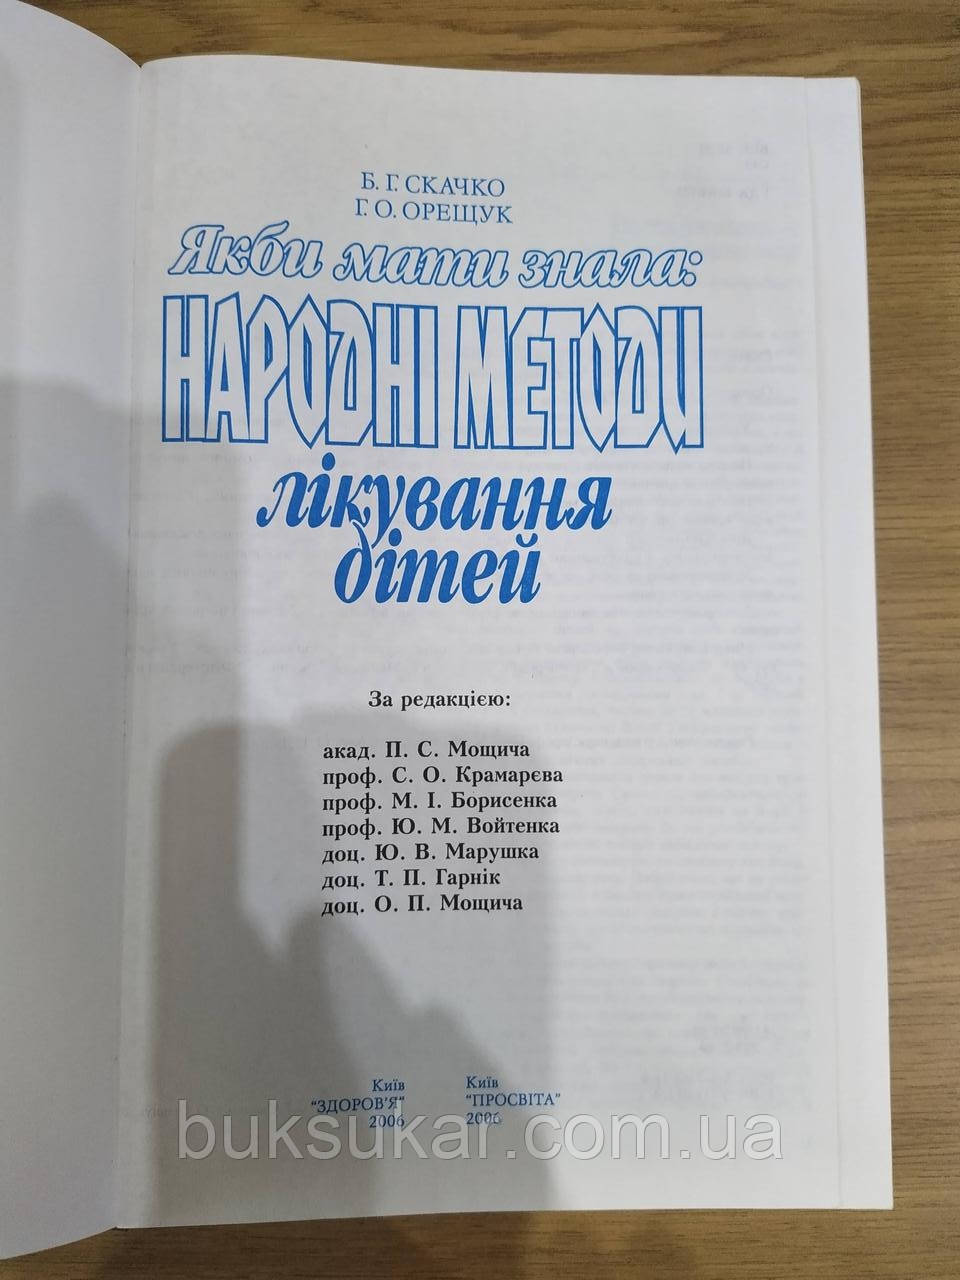 Б. Г. СКАЧКО
Г. О. ОРЕЩУК
Якби мати знала:
НАРОДНІ МЕТОДИ
лікування
дітей
За редакцією:
акад. П. С. Мощича
проф. С. О. Крамарєва
проф. М. І. Борисенка
проф. Ю. М. Войтенка
доц. Ю. В. Марушка
доц. Т. П. Гарнік
доц. О. П. Мощича
Київ
"ЗДОРОВ'Я"
2006
Київ
"ПРОСВІТА"
2006
buksukar.com.ua